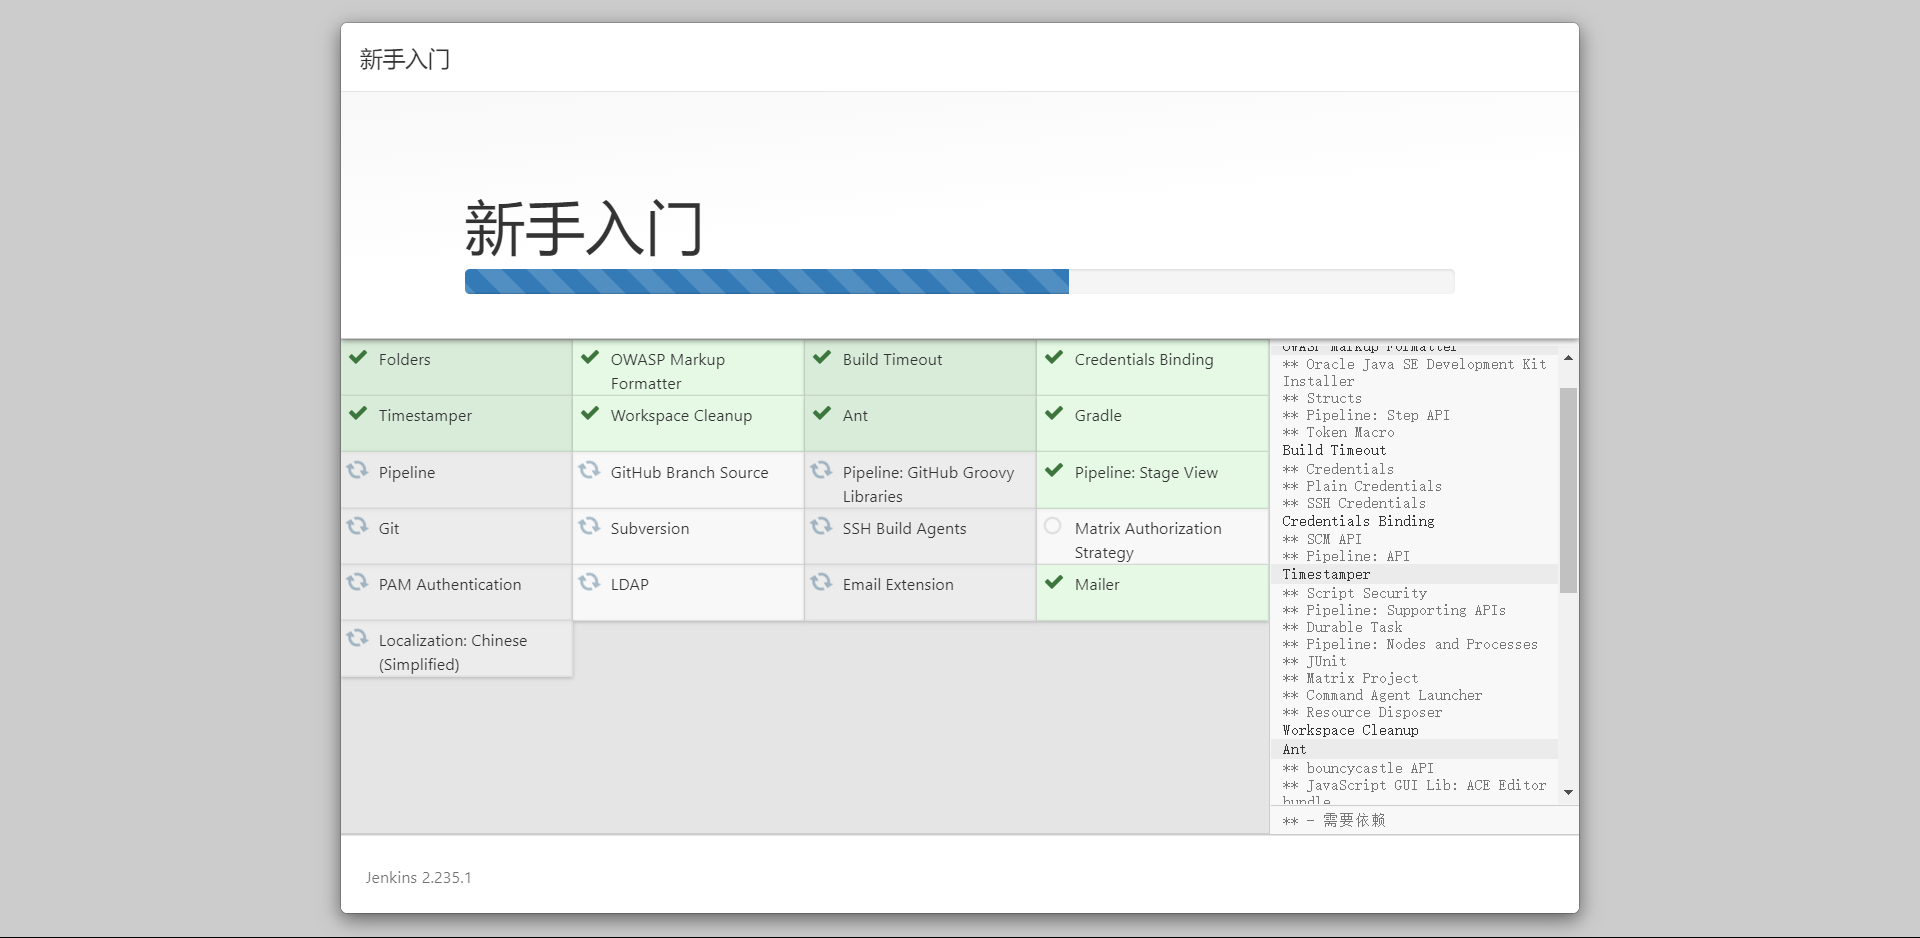 新手入门
新手入门
Folders
OWASP Markup
Formatter
Build Timeout
Credentials Binding
Timestamper
Workspace Cleanup
Ant
Gradle
Pipeline
GitHub Branch Source
Pipeline: GitHub Groovy
Libraries
Pipeline: Stage View
Git
Subversion
SSH Build Agents
Matrix Authorization
Strategy
PAM Authentication
LDAP
Email Extension
Mailer
Localization: Chinese
(Simplified)
OWASP Markup Formatter
** Oracle Java SE Development Kit
Installer
** Structs
** Pipeline: Step API
** Token Macro
Build Timeout
** Credentials
** Plain Credentials
** SSH Credentials
Credentials Binding
** SCM API
** Pipeline: API
Timestamper
** Script Security
** Pipeline: Supporting APIs
** Durable Task
** Pipeline: Nodes and Processes
** JUnit
** Matrix Project
** Command Agent Launcher
** Resource Disposer
Workspace Cleanup
Ant
** bouncycastle API
** JavaScript GUI Lib: ACE Editor
bundle
** - 需要依赖
Jenkins 2.235.1